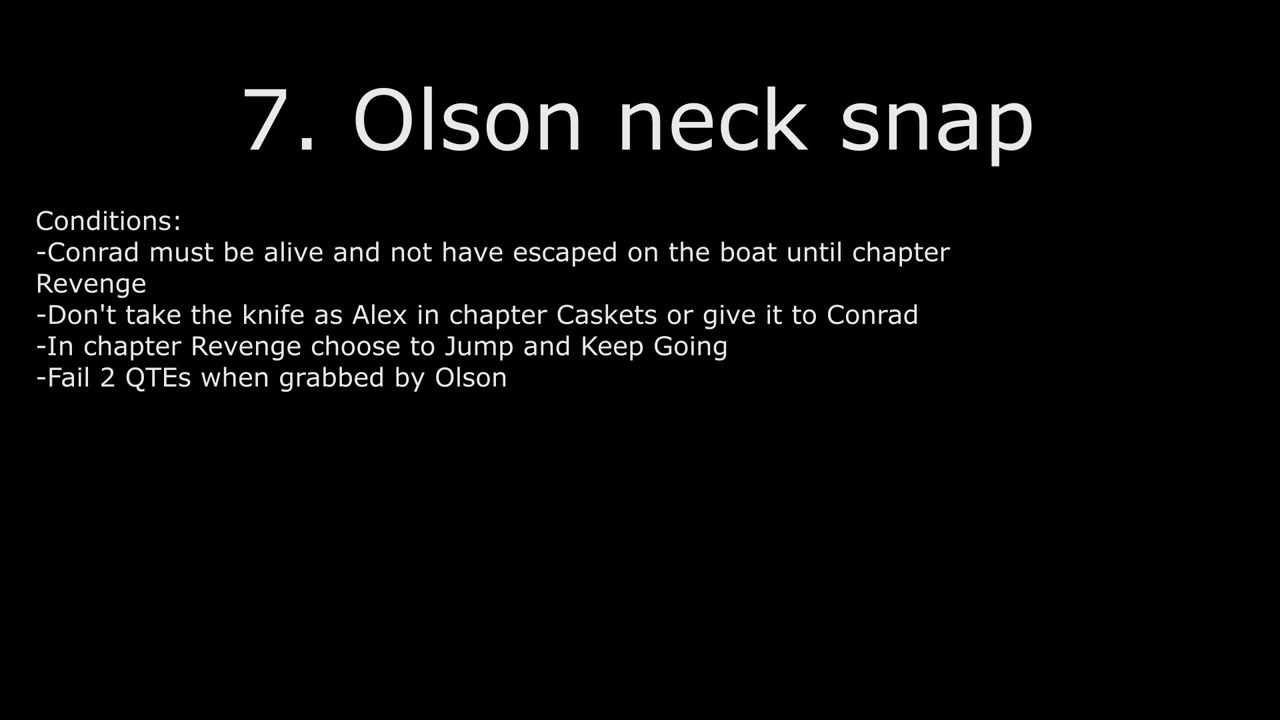 7. Olson neck snap
Conditions:
-Conrad must be alive and not have escaped on the boat until chapter
Revenge
-Don't take the knife as Alex in chapter Caskets or give it to Conrad
-In chapter Revenge choose to Jump and Keep Going
-Fail 2 QTEs when grabbed by Olson